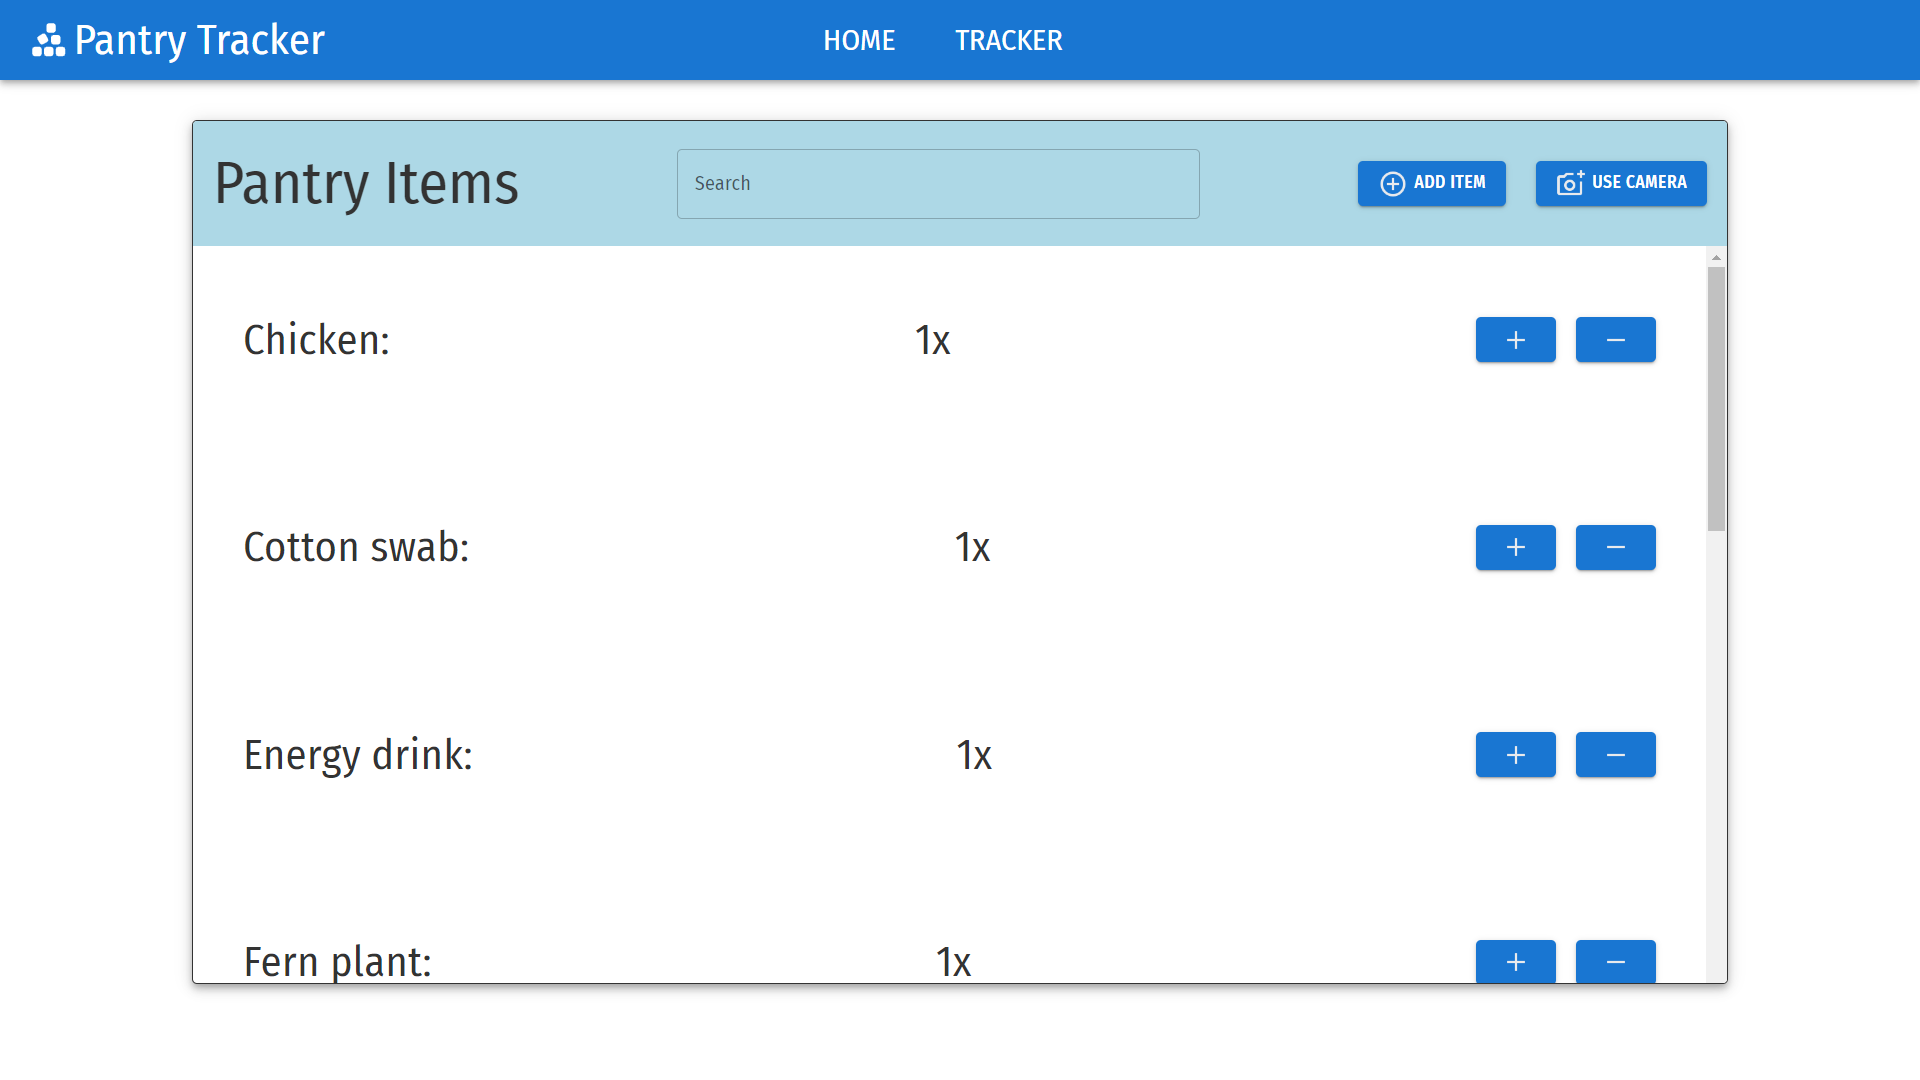 Pantry Tracker
HOME
TRACKER
Pantry Items
Search
ADD ITEM
USE CAMERA
Chicken:
1x
Cotton swab:
1x
Energy drink:
1x
Fern plant:
1x